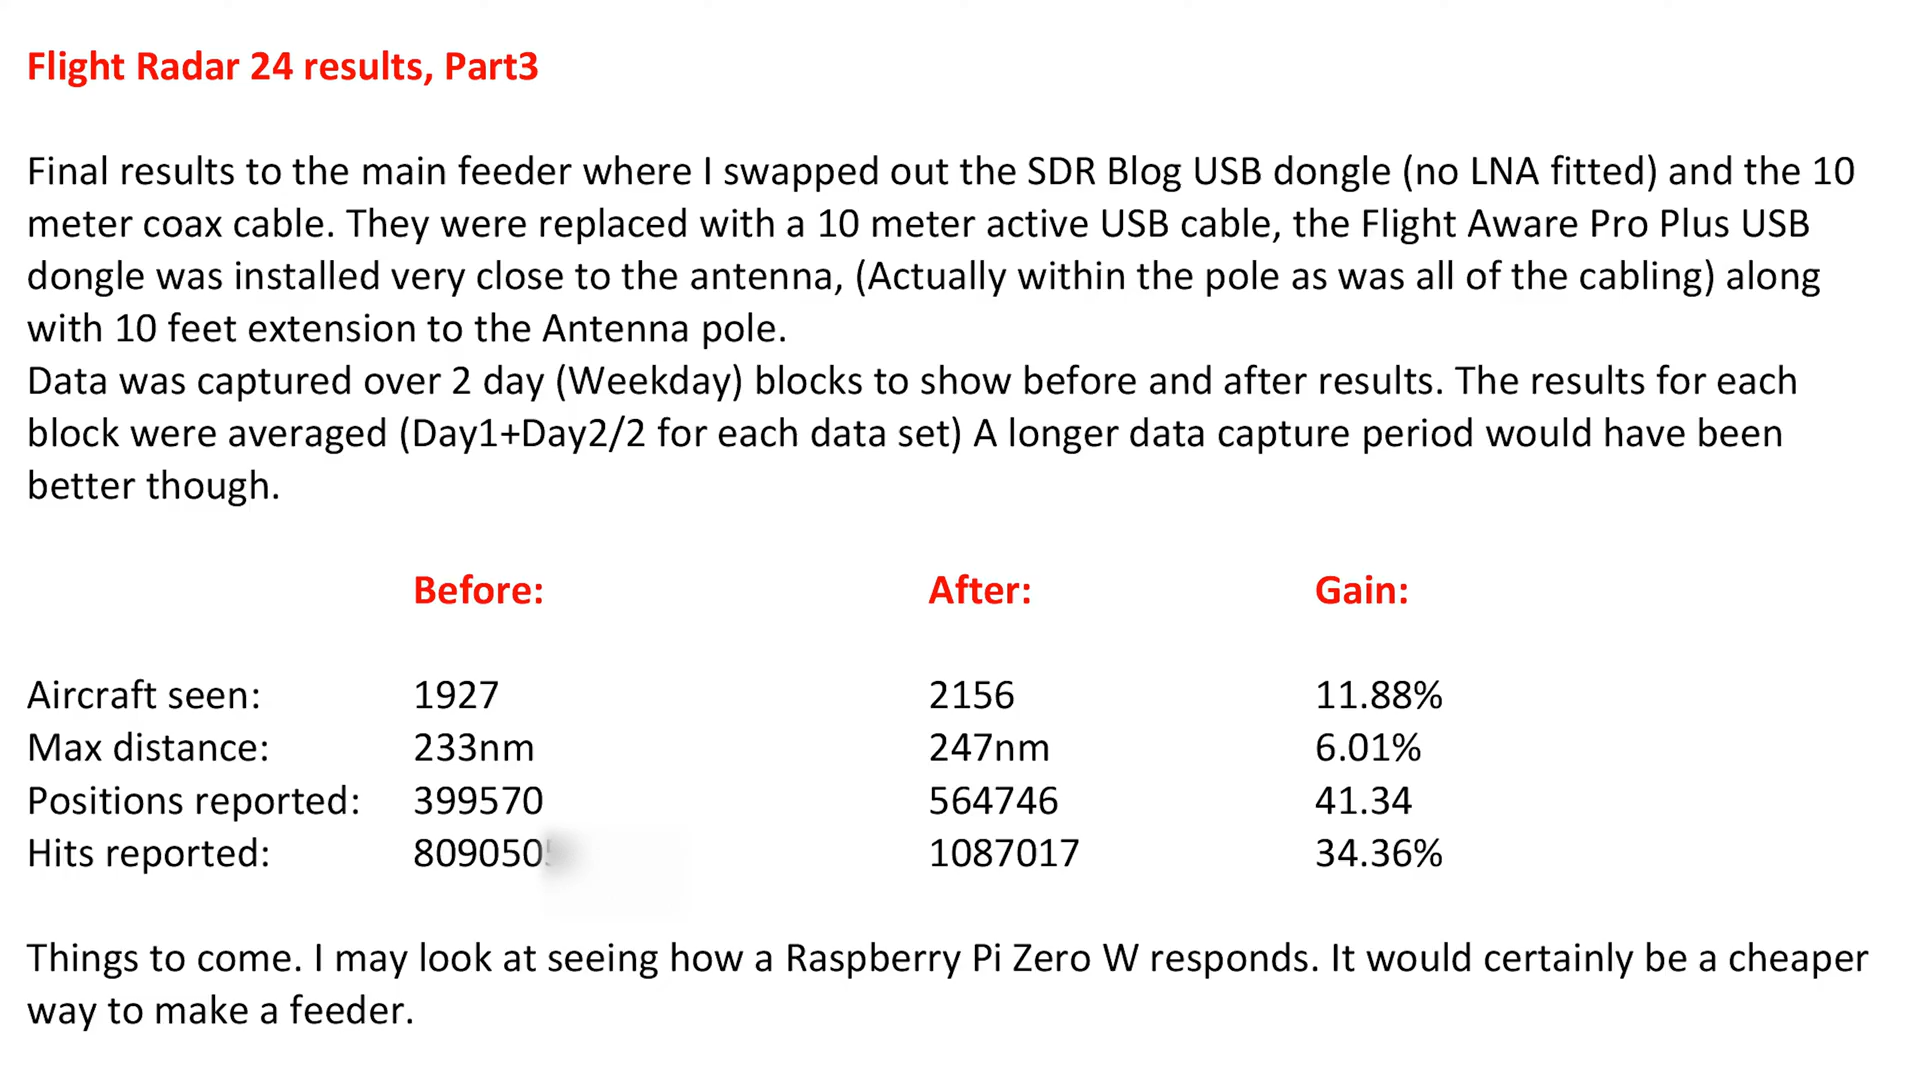 Flight Radar 24 results, Part3
Final results to the main feeder where I swapped out the SDR Blog USB dongle (no LNA fitted) and the 10
meter coax cable. They were replaced with a 10 meter active USB cable, the Flight Aware Pro Plus USB
dongle was installed very close to the antenna, (Actually within the pole as was all of the cabling) along
with 10 feet extension to the Antenna pole.
Data was captured over 2 day (Weekday) blocks to show before and after results. The results for each
block were averaged (Day1+Day2/2 for each data set) A longer data capture period would have been
better though.
Before: After: Gain:
Aircraft seen: 1927 2156 11.88%
Max distance: 233nm 247nm 6.01%
Positions reported: 399570 564746 41.34
Hits reported: 1087017 34.36%
Things to come. I may look at seeing how a Raspberry Pi Zero W responds. It would certainly be a cheaper
way to make a feeder.